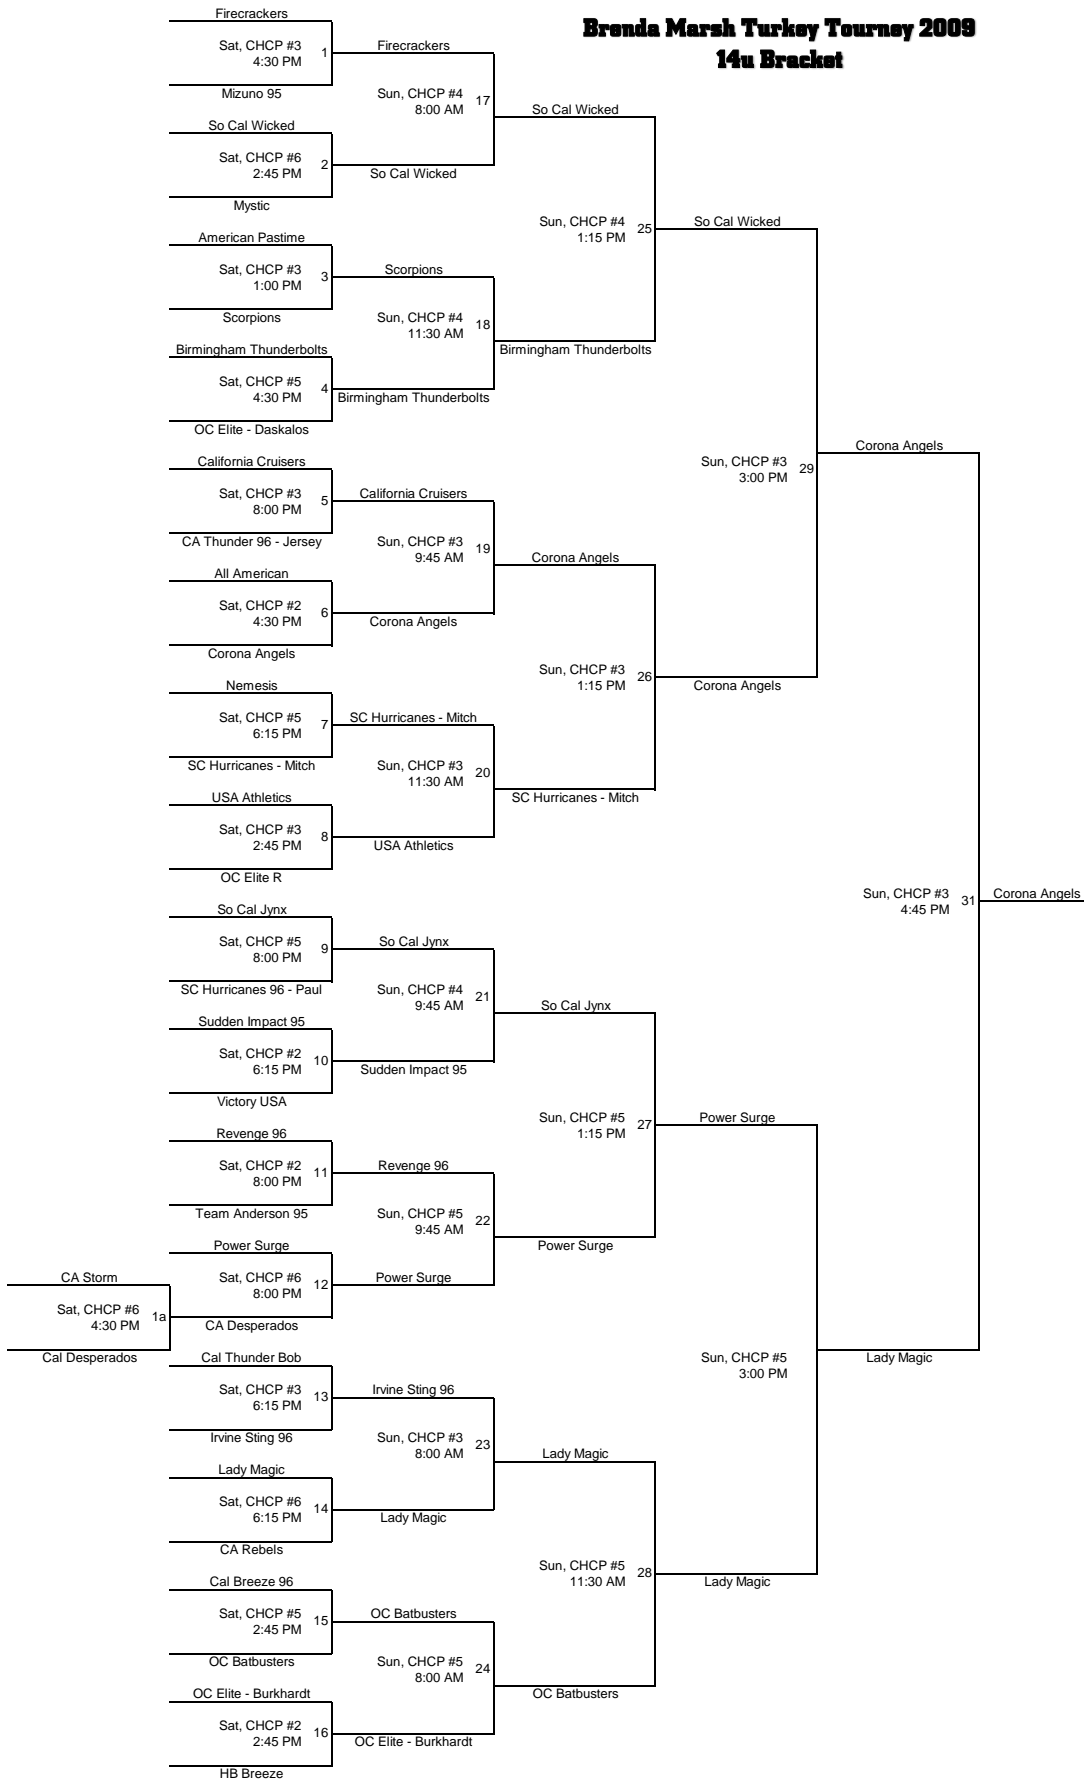 Brenda Marsh Turkey Tourney 2009
14u Bracket
Firecrackers
Sat, CHCP #3
4:30 PM
1
Mizuno 95
So Cal Wicked
Sat, CHCP #6
2:45 PM
2
Mystic
American Pastime
Sat, CHCP #3
1:00 PM
3
Scorpions
Birmingham Thunderbolts
Sat, CHCP #5
4:30 PM
4
OC Elite - Daskalos
California Cruisers
Sat, CHCP #3
8:00 PM
5
CA Thunder 96 - Jersey
All American
Sat, CHCP #2
4:30 PM
6
Corona Angels
Nemesis
Sat, CHCP #5
6:15 PM
7
SC Hurricanes - Mitch
USA Athletics
Sat, CHCP #3
2:45 PM
8
OC Elite R
So Cal Jynx
Sat, CHCP #5
8:00 PM
9
SC Hurricanes 96 - Paul
Sudden Impact 95
Sat, CHCP #2
6:15 PM
10
Victory USA
Revenge 96
Sat, CHCP #2
8:00 PM
11
Team Anderson 95
Power Surge
Sat, CHCP #6
8:00 PM
12
CA Desperados
CA Storm
Sat, CHCP #6
4:30 PM
1a
Cal Desperados
Cal Thunder Bob
Sat, CHCP #3
6:15 PM
13
Irvine Sting 96
Lady Magic
Sat, CHCP #6
6:15 PM
14
CA Rebels
Cal Breeze 96
Sat, CHCP #5
2:45 PM
15
OC Batbusters
OC Elite - Burkhardt
Sat, CHCP #2
2:45 PM
16
HB Breeze
Firecrackers
Sun, CHCP #4
8:00 AM
17
So Cal Wicked
Scorpions
Sun, CHCP #4
11:30 AM
18
Birmingham Thunderbolts
California Cruisers
Sun, CHCP #3
9:45 AM
19
Corona Angels
SC Hurricanes - Mitch
Sun, CHCP #3
11:30 AM
20
USA Athletics
So Cal Jynx
Sun, CHCP #4
9:45 AM
21
Sudden Impact 95
Revenge 96
Sun, CHCP #5
9:45 AM
22
Power Surge
Irvine Sting 96
Sun, CHCP #3
8:00 AM
23
Lady Magic
OC Batbusters
Sun, CHCP #5
8:00 AM
24
OC Elite - Burkhardt
So Cal Wicked
Sun, CHCP #4
1:15 PM
25
Birmingham Thunderbolts
Corona Angels
Sun, CHCP #3
1:15 PM
26
SC Hurricanes - Mitch
So Cal Jynx
Sun, CHCP #5
1:15 PM
27
Power Surge
Lady Magic
Sun, CHCP #5
11:30 AM
28
OC Batbusters
So Cal Wicked
Sun, CHCP #3
3:00 PM
29
Corona Angels
Power Surge
Sun, CHCP #5
3:00 PM
Lady Magic
Corona Angels
Sun, CHCP #3
4:45 PM
31
Lady Magic
Corona Angels